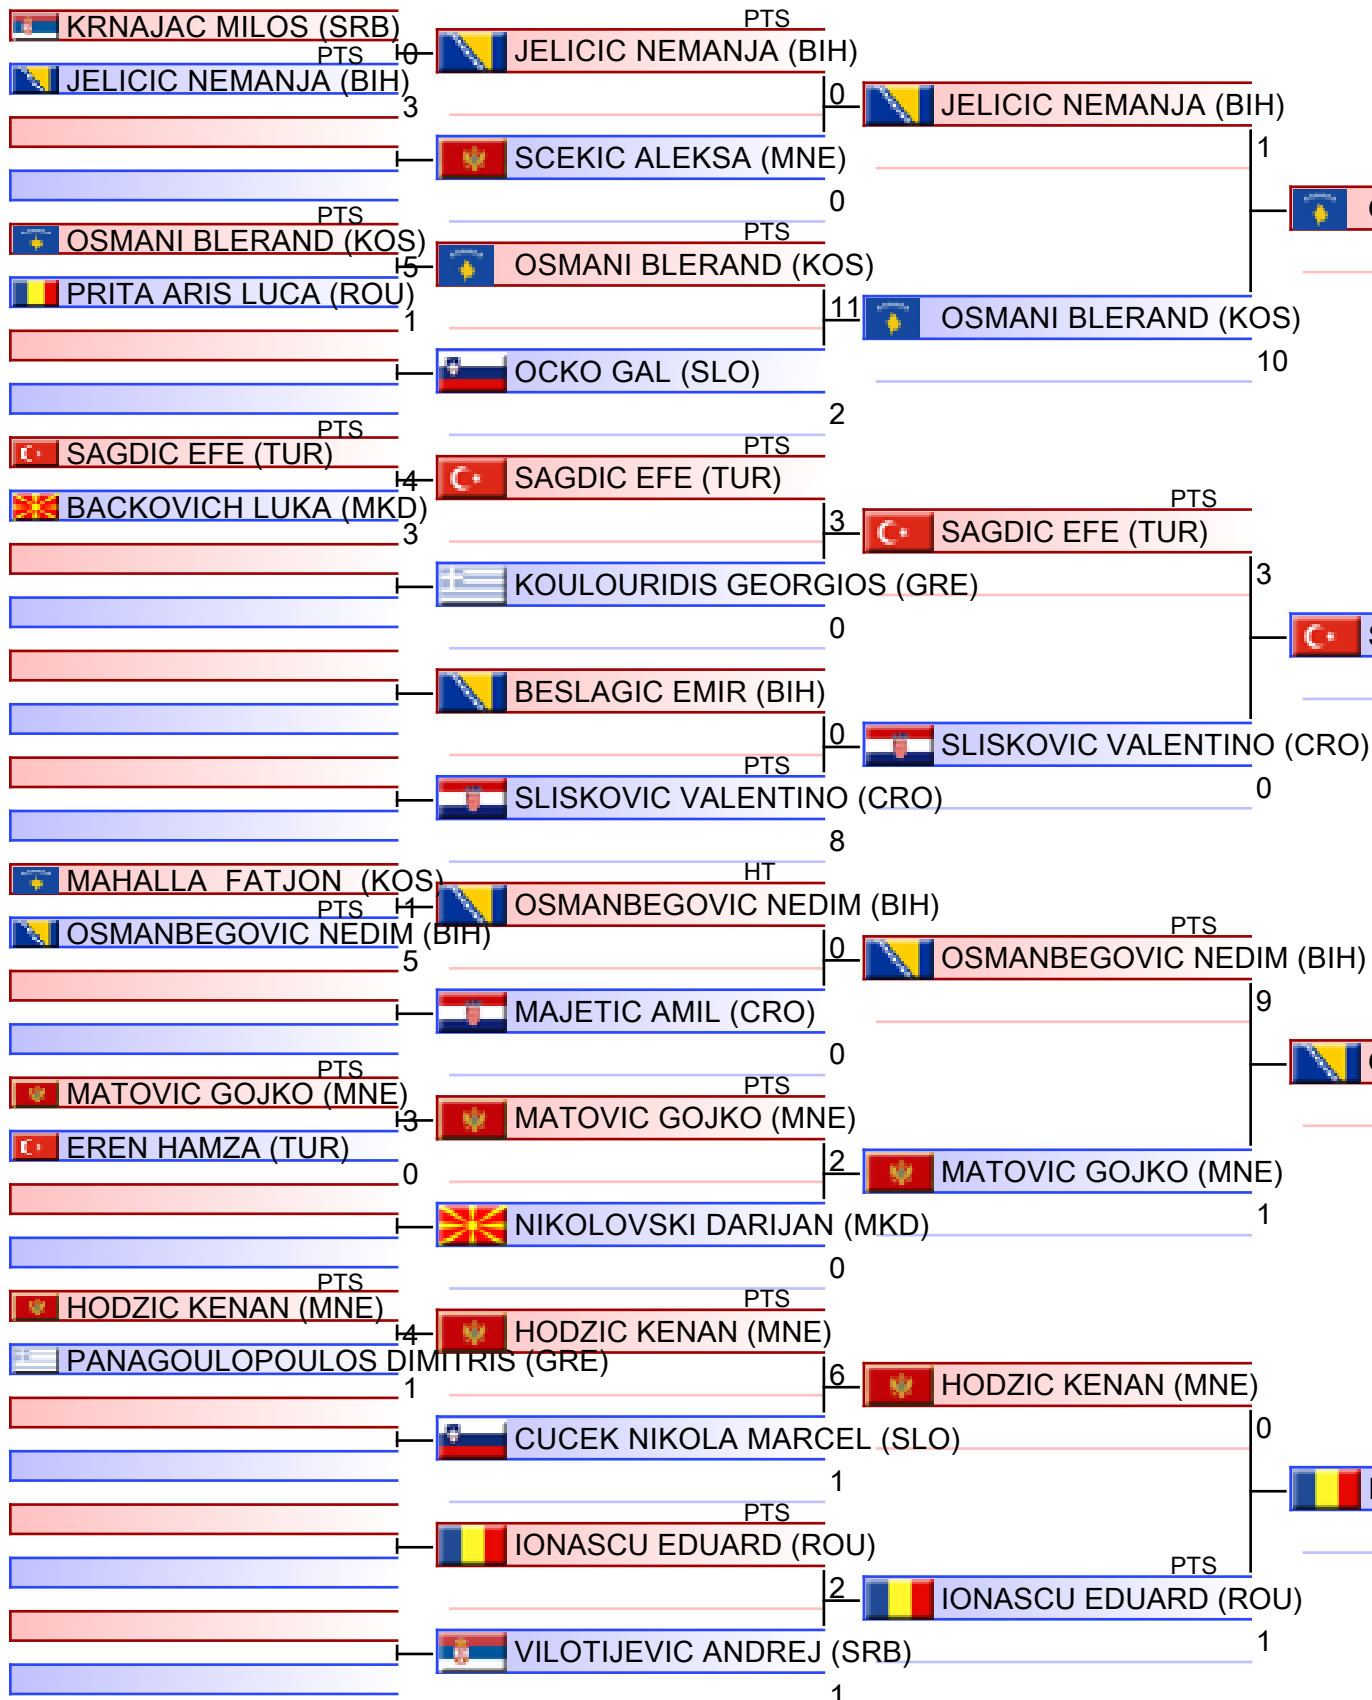 KRNAJAC MILOS (SRB)
0
PTS
JELICIC NEMANJA (BIH)
3
PTS
OSMANI BLERAND (KOS)
5
PRITA ARIS LUCA (ROU)
1
PTS
SAGDIC EFE (TUR)
4
BACKOVICH LUKA (MKD)
3
MAHALLA  FATJON  (KOS)
1
PTS
OSMANBEGOVIC NEDIM (BIH)
5
PTS
MATOVIC GOJKO (MNE)
3
EREN HAMZA (TUR)
0
PTS
HODZIC KENAN (MNE)
4
PANAGOULOPOULOS DIMITRIS (GRE)
1
PTS
JELICIC NEMANJA (BIH)
0
SCEKIC ALEKSA (MNE)
0
PTS
OSMANI BLERAND (KOS)
11
OCKO GAL (SLO)
2
PTS
SAGDIC EFE (TUR)
3
KOULOURIDIS GEORGIOS (GRE)
0
BESLAGIC EMIR (BIH)
0
PTS
SLISKOVIC VALENTINO (CRO)
8
HT
OSMANBEGOVIC NEDIM (BIH)
0
MAJETIC AMIL (CRO)
0
PTS
MATOVIC GOJKO (MNE)
2
NIKOLOVSKI DARIJAN (MKD)
0
PTS
HODZIC KENAN (MNE)
6
CUCEK NIKOLA MARCEL (SLO)
1
PTS
IONASCU EDUARD (ROU)
2
VILOTIJEVIC ANDREJ (SRB)
1
JELICIC NEMANJA (BIH)
1
OSMANI BLERAND (KOS)
10
PTS
SAGDIC EFE (TUR)
3
SLISKOVIC VALENTINO (CRO)
0
PTS
OSMANBEGOVIC NEDIM (BIH)
9
MATOVIC GOJKO (MNE)
1
HODZIC KENAN (MNE)
0
PTS
IONASCU EDUARD (ROU)
1